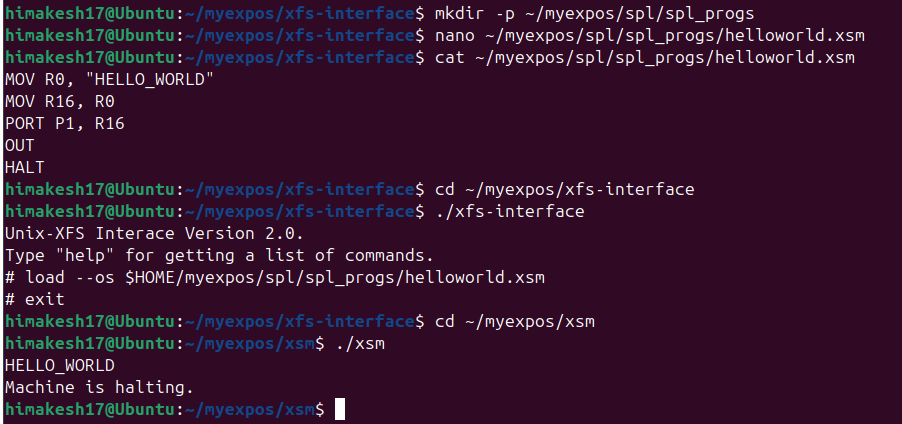 himakesh17@Ubuntu:~/myexpos/xfs-interface$ mkdir -p ~/myexpos/spl/spl_progs
himakesh17@Ubuntu:~/myexpos/xfs-interface$ nano ~/myexpos/spl/spl_progs/helloworld.xsm
himakesh17@Ubuntu:~/myexpos/xfs-interface$ cat ~/myexpos/spl/spl_progs/helloworld.xsm
MOV R0, "HELLO_WORLD"
MOV R16, R0
PORT P1, R16
OUT
HALT
himakesh17@Ubuntu:~/myexpos/xfs-interface$ cd ~/myexpos/xfs-interface
himakesh17@Ubuntu:~/myexpos/xfs-interface$ ./xfs-interface
Unix-XFS Interace Version 2.0.
Type "help" for getting a list of commands.
# load --os $HOME/myexpos/spl/spl_progs/helloworld.xsm
# exit
himakesh17@Ubuntu:~/myexpos/xfs-interface$ cd ~/myexpos/xsm
himakesh17@Ubuntu:~/myexpos/xsm$ ./xsm
HELLO_WORLD
Machine is halting.
himakesh17@Ubuntu:~/myexpos/xsm$